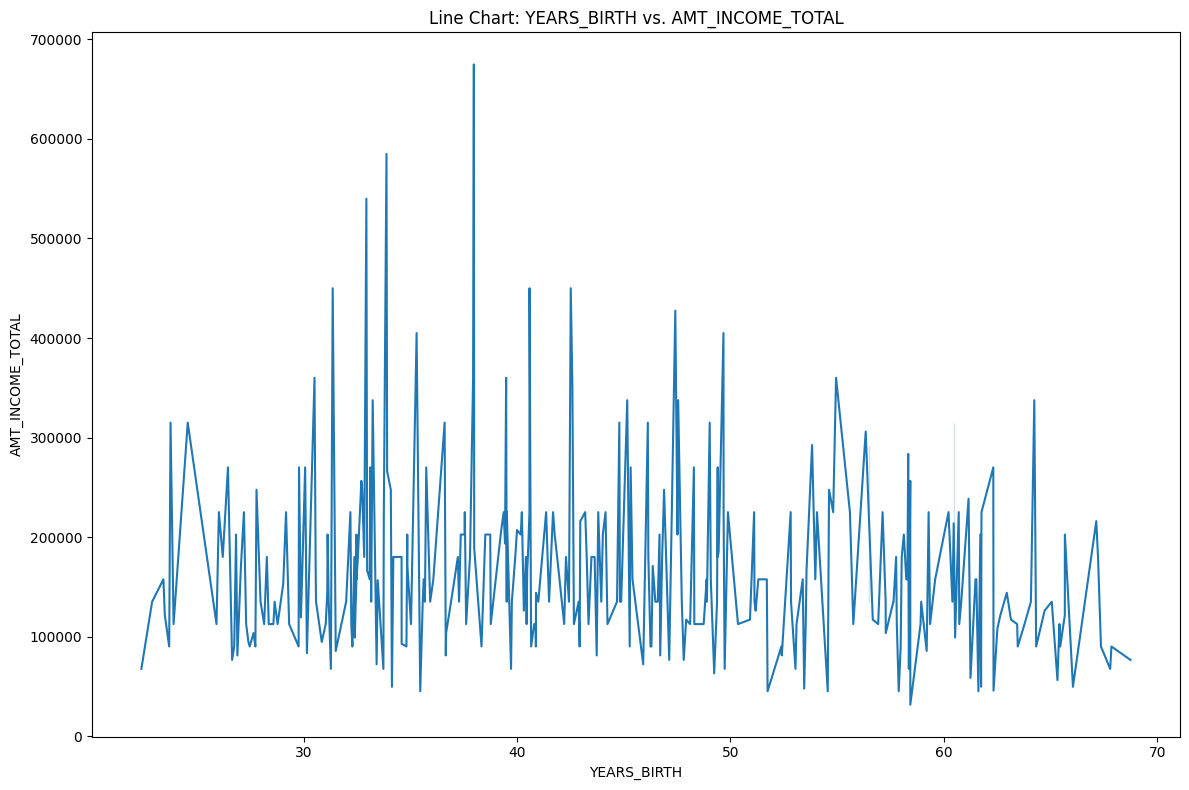 Line Chart: YEARS_BIRTH vs. AMT_INCOME_TOTAL
700000
600000
500000
400000
300000
200000
100000
0
AMT_INCOME_TOTAL
30 40 50 60 70
YEARS_BIRTH